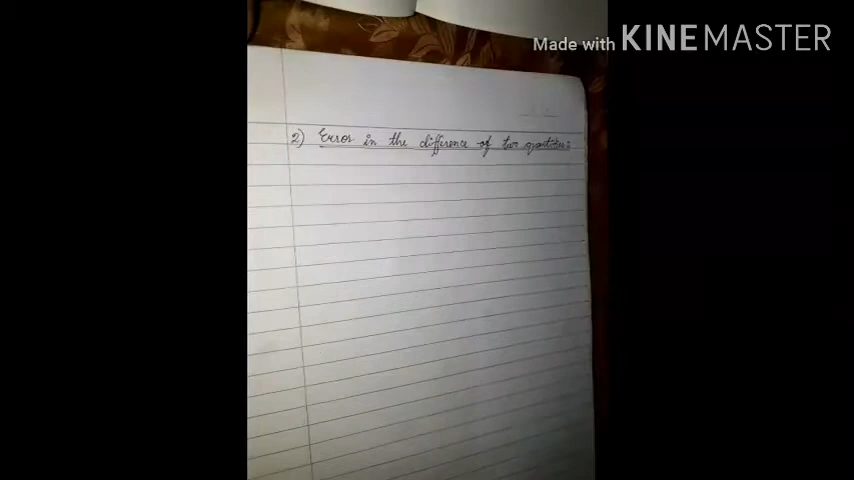 Made with KINEMASTER
2) Error in the difference of two quantities: